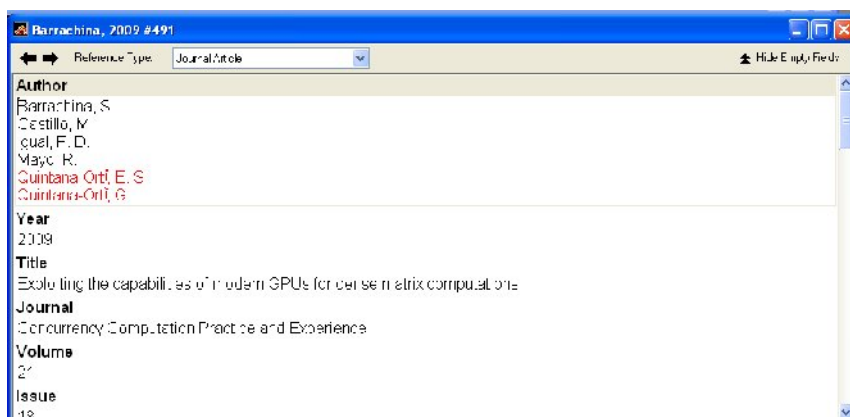 Barrachina, 2009 #491
Reference Type: Journal Article Hide Empty Fields
Author
Barrachina, S
Castillo, M
Igual, F. D.
Mayo, R.
Quintana-Ortí, E. S
Quintana-Ortí, G
Year
2009
Title
Exploiting the capabilities of modern GPUs for dense matrix computations
Journal
Concurrency Computation Practice and Experience
Volume
21
Issue
18